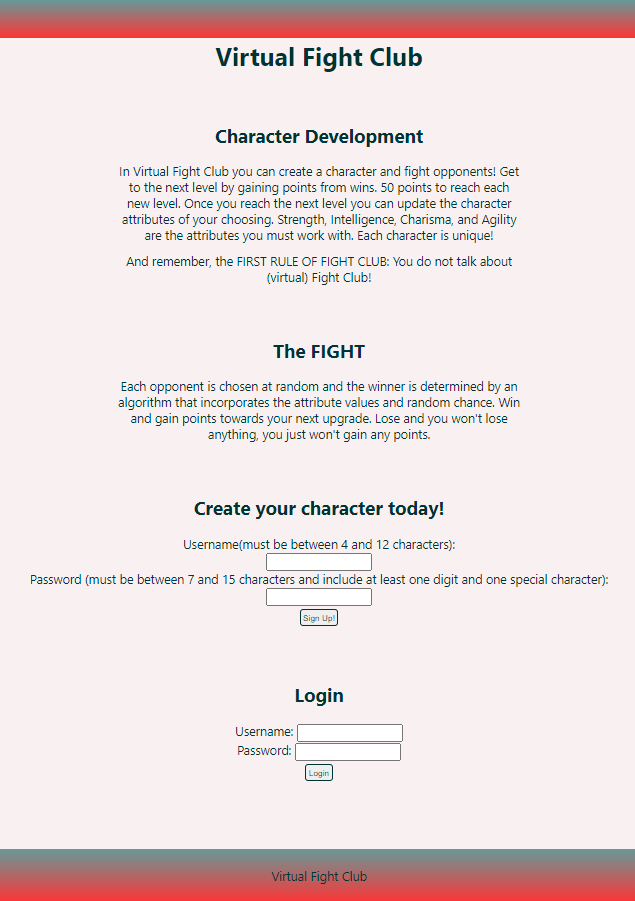 Virtual Fight Club
Character Development
In Virtual Fight Club you can create a character and fight opponents! Get
to the next level by gaining points from wins. 50 points to reach each
new level. Once you reach the next level you can update the character
attributes of your choosing. Strength, Intelligence, Charisma, and Agility
are the attributes you must work with. Each character is unique!
And remember, the FIRST RULE OF FIGHT CLUB: You do not talk about
(virtual) Fight Club!
The FIGHT
Each opponent is chosen at random and the winner is determined by an
algorithm that incorporates the attribute values and random chance. Win
and gain points towards your next upgrade. Lose and you won't lose
anything, you just won't gain any points.
Create your character today!
Username(must be between 4 and 12 characters):
Password (must be between 7 and 15 characters and include at least one digit and one special character):
Sign Up!
Login
Username:
Password:
Login
Virtual Fight Club